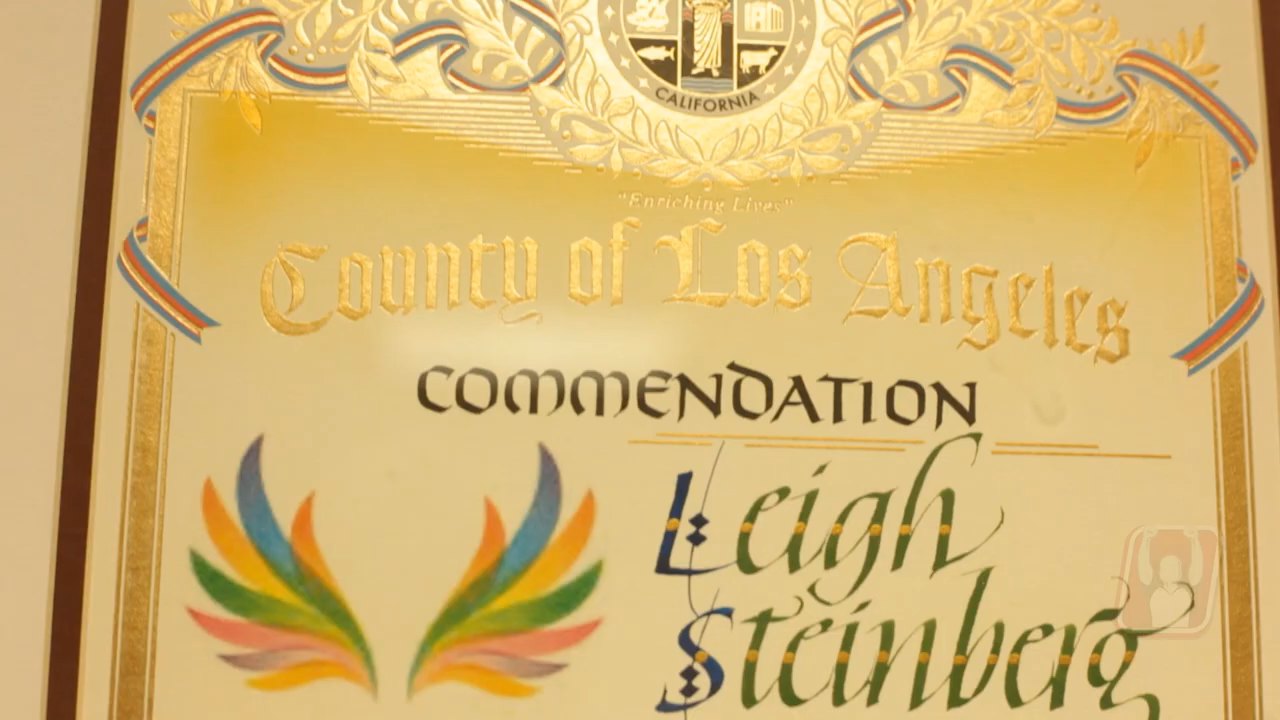 CALIFORNIA
"Enriching Lives"
County of Los Angeles
COMMENDATION
Leigh
Steinberg